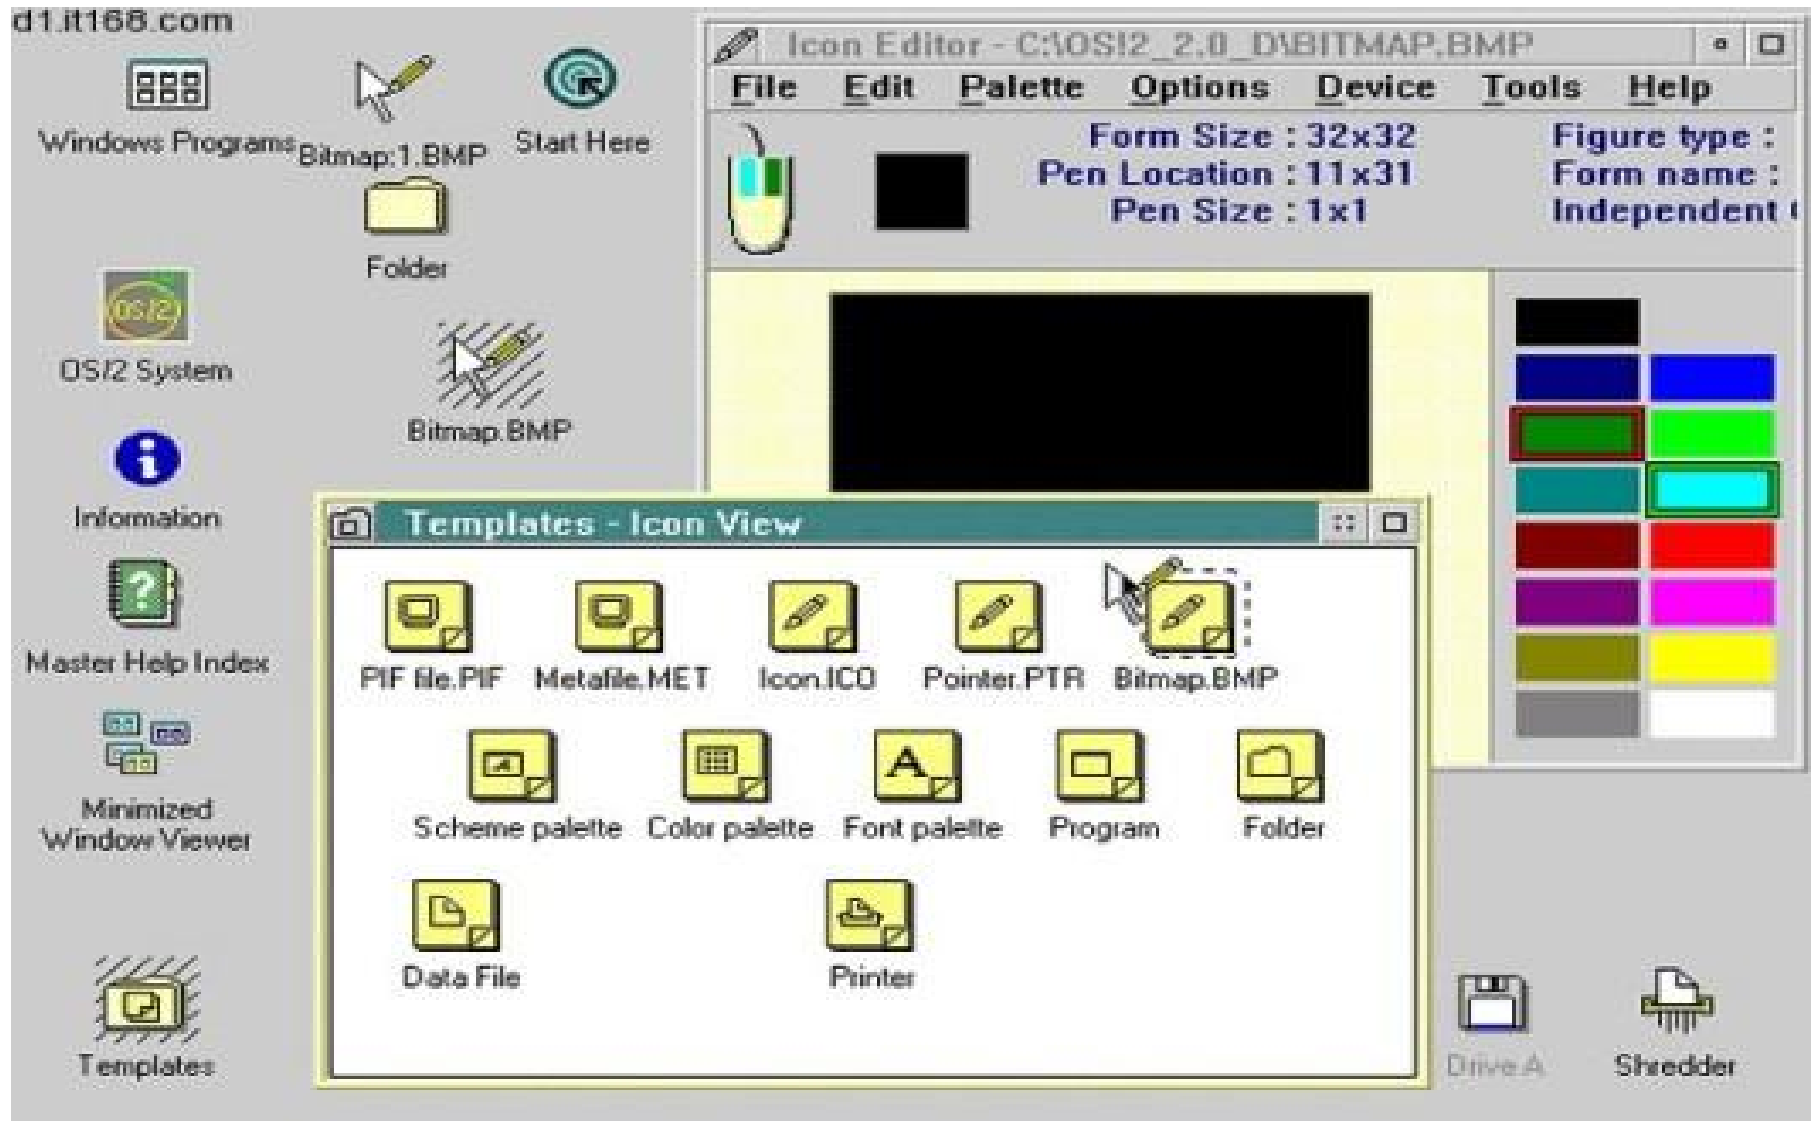 d1.it168.com
Windows Programs
Bitmap:1.BMP
Start Here
Folder
OS/2
OS/2 System
Bitmap.BMP
Information
Master Help Index
Minimized
Window Viewer
Templates
Icon Editor - C:\OS!2_2.0_D\BITMAP.BMP
File Edit Palette Options Device Tools Help
Form Size : 32x32
Pen Location : 11x31
Pen Size : 1x1
Figure type :
Form name :
Independent
Templates - Icon View
PIF file.PIF
Metafile.MET
Icon.ICO
Pointer.PTR
Bitmap.BMP
Scheme palette
Color palette
Font palette
Program
Folder
Data File
Printer
Drive A
Shredder